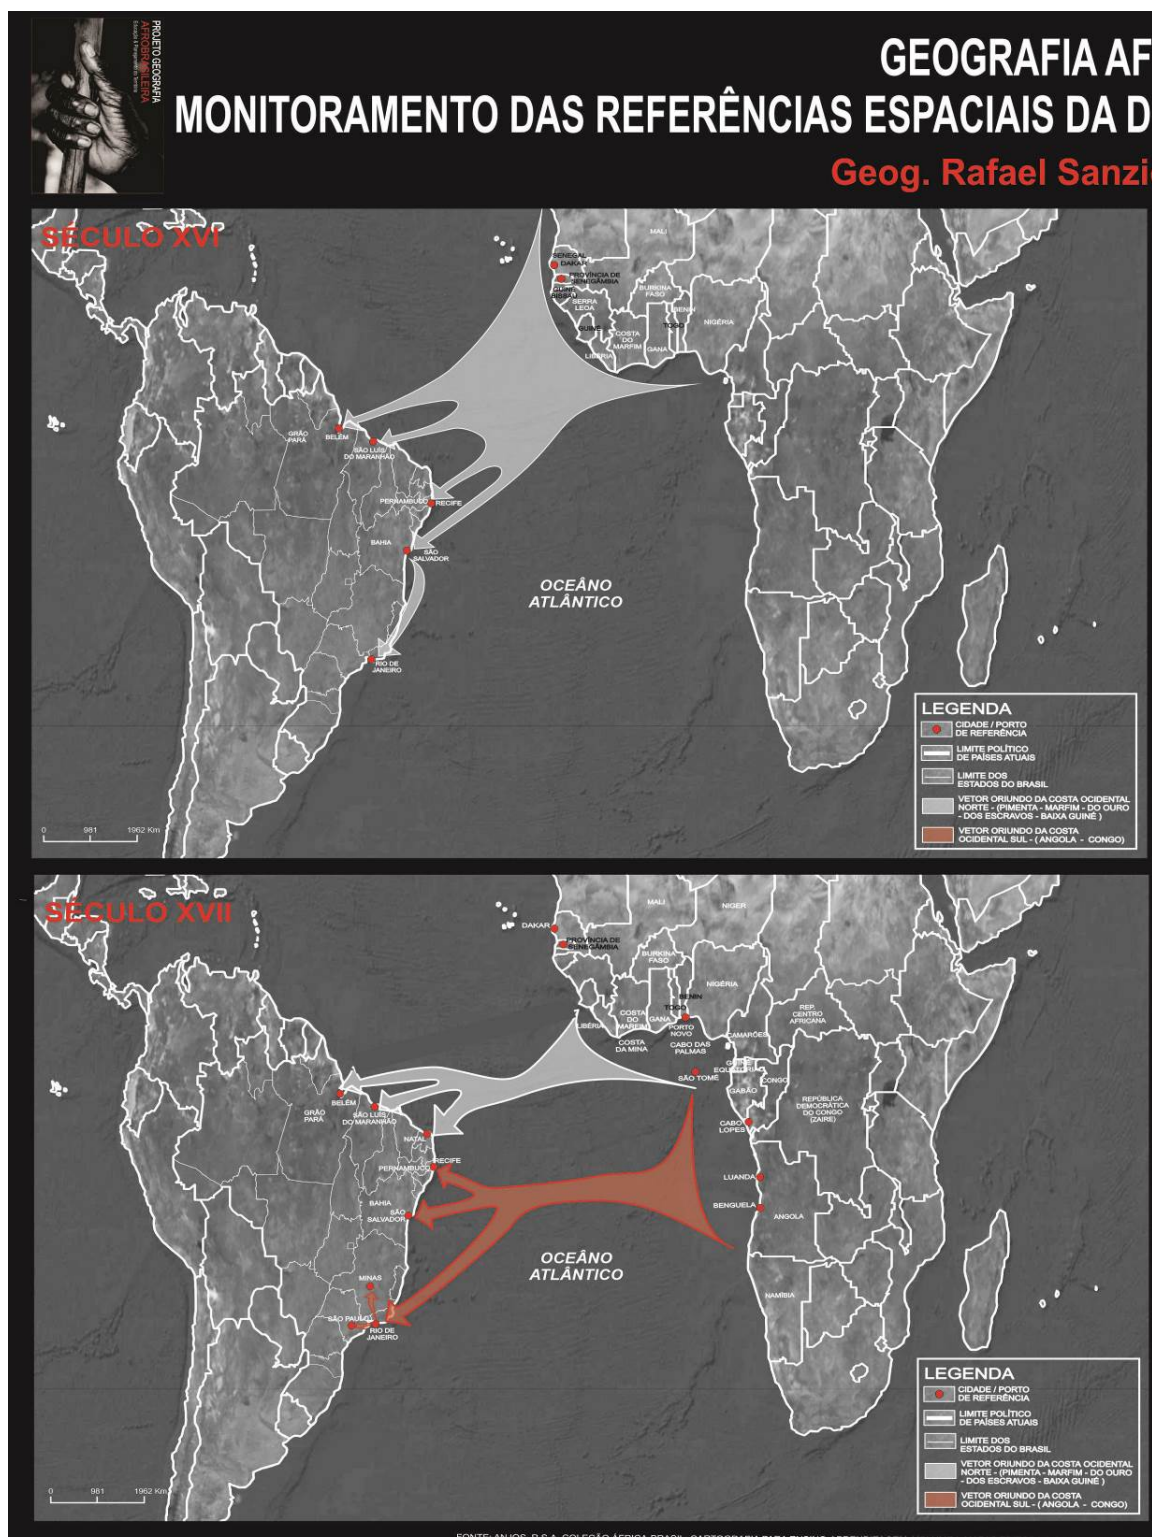 PROJETO GEOGRAFIA
AFROBRASILEIRA
GEOGRAFIA AF
MONITORAMENTO DAS REFERÊNCIAS ESPACIAIS DA D
Geog. Rafael Sanzi
SÉCULO XVI
MALI
SENEGAL
DAKAR
PROVÍNCIA DE
SENEGÂMBIA
BURKINA
FASO
SERRA
LEOA
BENIN
NIGÉRIA
GUINÉ
TOGO
COSTA
DO
MARFIM
GANA
LIBÉRIA
GRÃO
PARÁ
BELÉM
SÃO LUÍS
DO MARANHÃO
PERNAMBUCO
RECIFE
BAHIA
SÃO
SALVADOR
RIO DE
JANEIRO
OCEÂNO
ATLÂNTICO
LEGENDA
CIDADE / PORTO
DE REFERÊNCIA
LIMITE POLÍTICO
DE PAÍSES ATUAIS
LIMITE DOS
ESTADOS DO BRASIL
VETOR ORIUNDO DA COSTA OCIDENTAL
NORTE - (PIMENTA - MARFIM - DO OURO
- DOS ESCRAVOS - BAIXA GUINÉ )
VETOR ORIUNDO DA COSTA
OCIDENTAL SUL - ( ANGOLA - CONGO)
0 981 1962 Km
SÉCULO XVII
MALI
NIGER
DAKAR
PROVÍNCIA DE
SENEGÂMBIA
BURKINA
FASO
NIGÉRIA
BENIN
TOGO
LIBÉRIA
COSTA
DO
MARFIM
GANA
PORTO
NOVO
COSTA
DA MINA
CABO DAS
PALMAS
CAMARÕES
REP.
CENTRO
AFRICANA
GUINÉ
EQUATORIAL
SÃO TOMÉ
CONGO
GABÃO
REPÚBLICA
DEMOCRÁTICA
DO CONGO
(ZAIRE)
CABO
LOPES
LUANDA
BENGUELA
ANGOLA
NAMÍBIA
GRÃO
PARÁ
BELÉM
SÃO LUÍS
DO MARANHÃO
NATAL
RECIFE
PERNAMBUCO
BAHIA
SÃO
SALVADOR
MINAS
SÃO PAULO
RIO DE
JANEIRO
OCEÂNO
ATLÂNTICO
LEGENDA
CIDADE / PORTO
DE REFERÊNCIA
LIMITE POLÍTICO
DE PAÍSES ATUAIS
LIMITE DOS
ESTADOS DO BRASIL
VETOR ORIUNDO DA COSTA OCIDENTAL
NORTE - (PIMENTA - MARFIM - DO OURO
- DOS ESCRAVOS - BAIXA GUINÉ )
VETOR ORIUNDO DA COSTA
OCIDENTAL SUL - ( ANGOLA - CONGO)
0 981 1962 Km